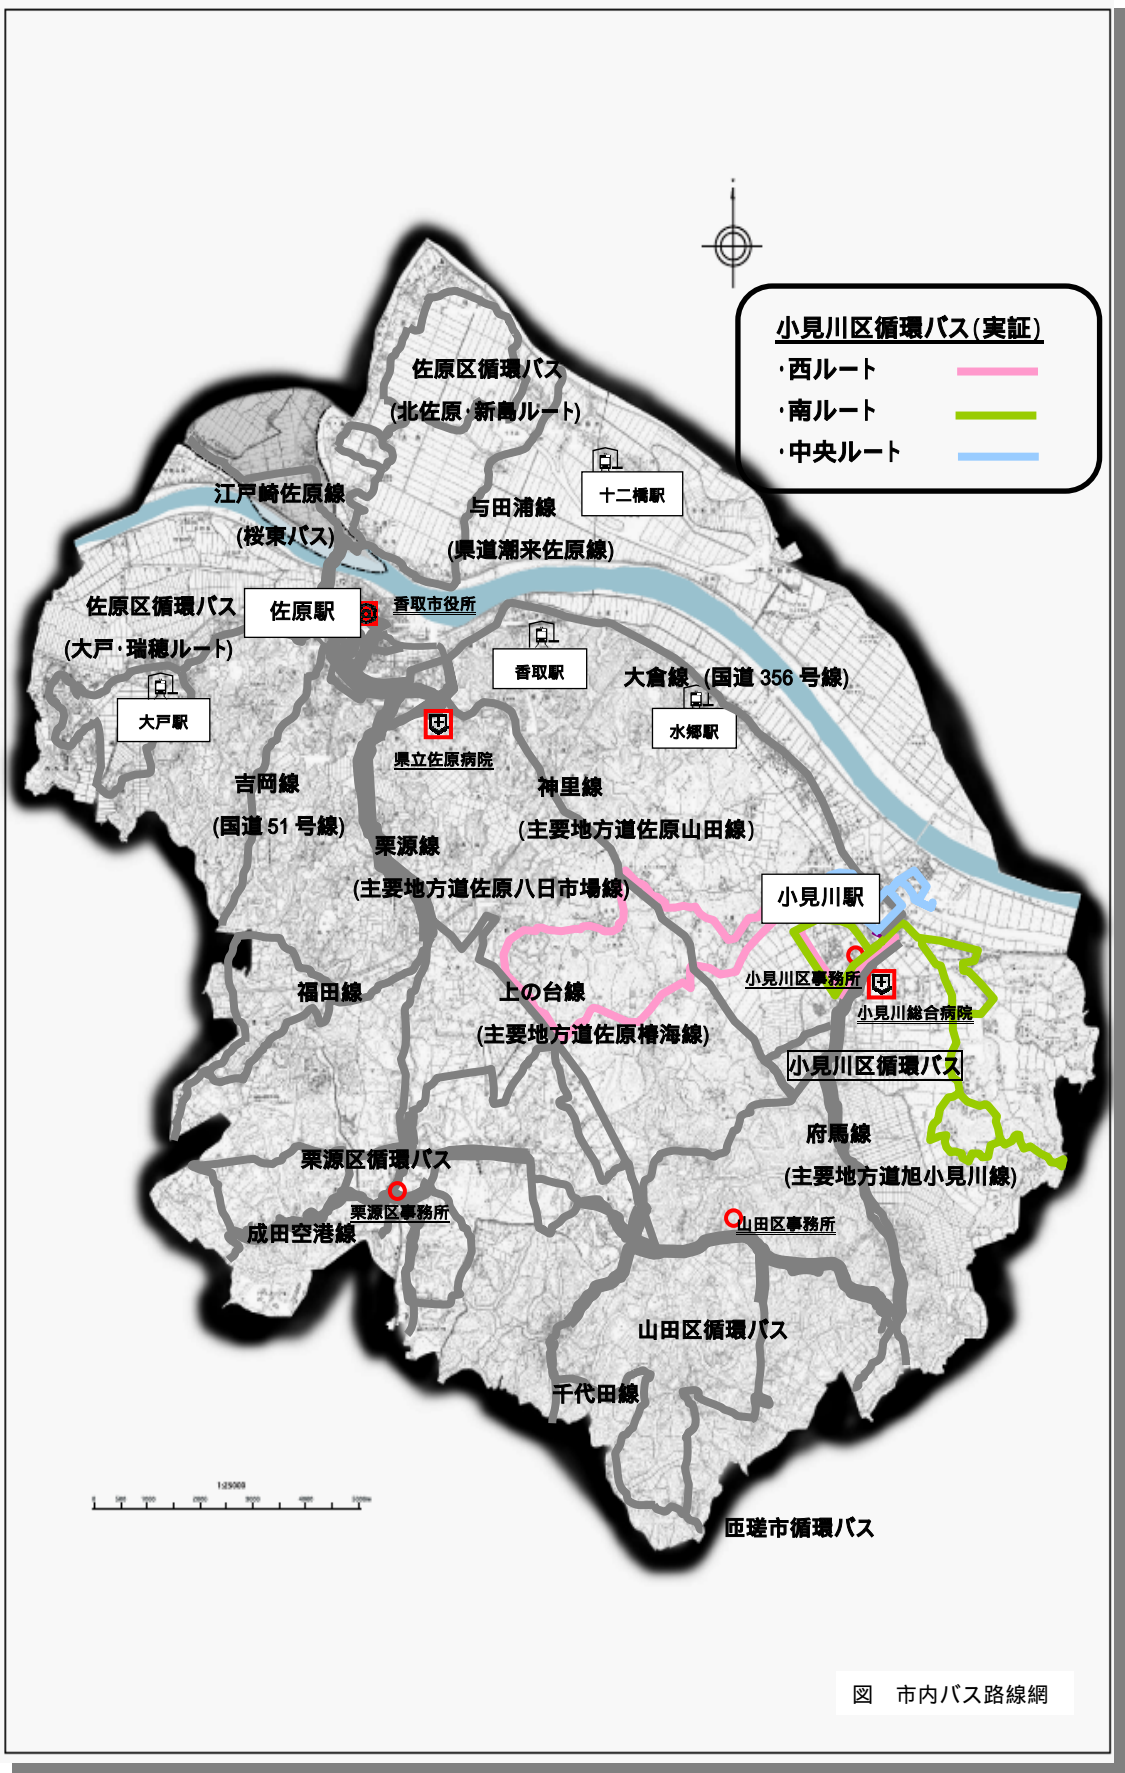 小見川区循環バス(実証)
・西ルート
・南ルート
・中央ルート
佐原区循環バス
(北佐原・新島ルート)
十二橋駅
江戸崎佐原線
(桜東バス)
与田浦線
(県道潮来佐原線)
佐原区循環バス
(大戸・瑞穂ルート)
佐原駅
香取市役所
香取駅
大倉線 (国道 356 号線)
大戸駅
水郷駅
県立佐原病院
吉岡線
(国道 51 号線)
神里線
(主要地方道佐原山田線)
栗源線
(主要地方道佐原八日市場線)
小見川駅
小見川区事務所
小見川総合病院
福田線
上の台線
(主要地方道佐原椿海線)
小見川区循環バス
府馬線
(主要地方道旭小見川線)
栗源区循環バス
栗源区事務所
成田空港線
山田区事務所
山田区循環バス
千代田線
匝瑳市循環バス
1:25000
0 500 1000 2000 3000 4000 5000m
図 市内バス路線網